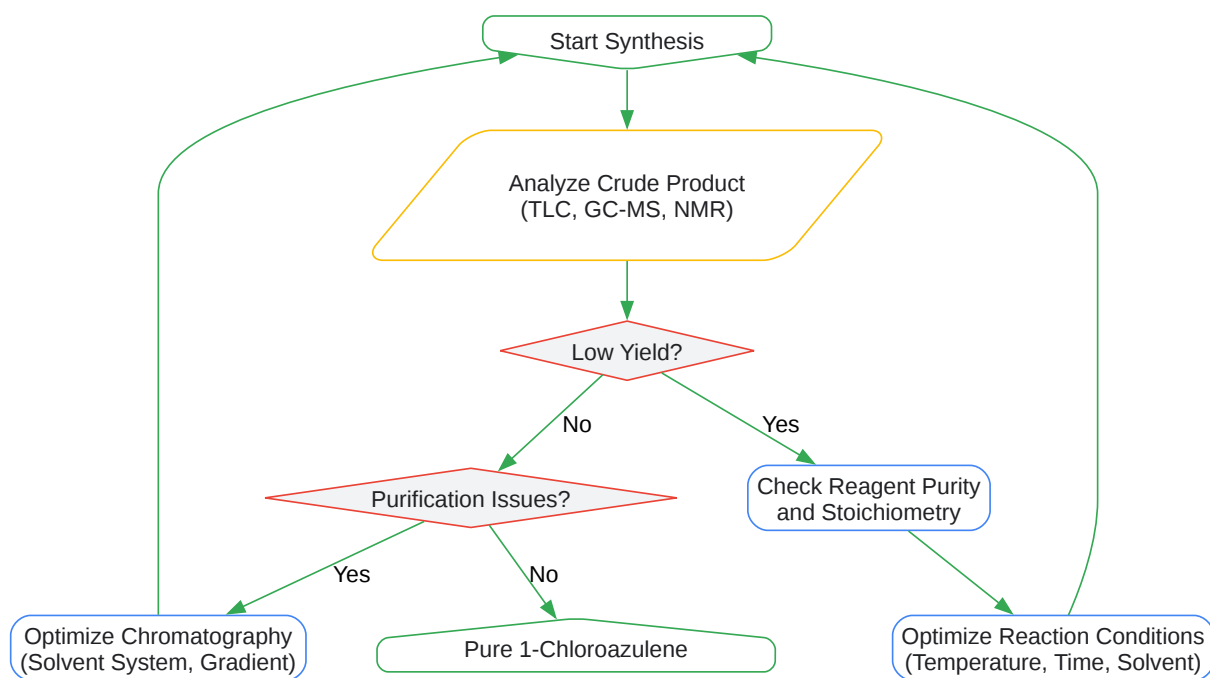 Start Synthesis
Analyze Crude Product
(TLC, GC-MS, NMR)
Low Yield?
No
Yes
Purification Issues?
Check Reagent Purity
and Stoichiometry
Yes
No
Optimize Chromatography
(Solvent System, Gradient)
Pure 1-Chloroazulene
Optimize Reaction Conditions
(Temperature, Time, Solvent)